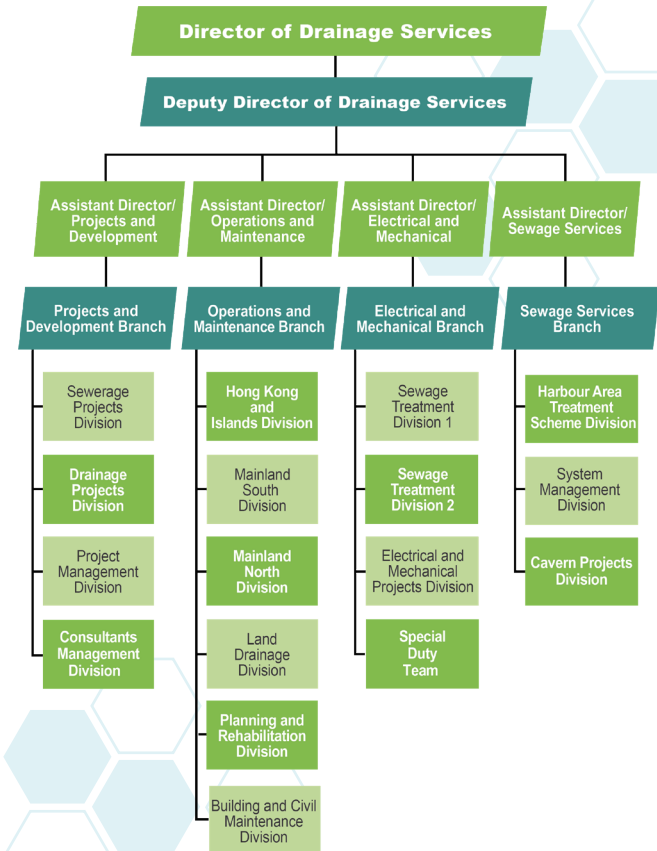 Director of Drainage Services
Deputy Director of Drainage Services
Assistant Director/
Projects and
Development
Assistant Director/
Operations and
Maintenance
Assistant Director/
Electrical and
Mechanical
Assistant Director/
Sewage Services
Projects and
Development Branch
Operations and
Maintenance Branch
Electrical and
Mechanical Branch
Sewage Services
Branch
Sewerage
Projects
Division
Drainage
Projects
Division
Project
Management
Division
Consultants
Management
Division
Hong Kong
and
Islands Division
Mainland
South
Division
Mainland
North
Division
Land
Drainage
Division
Planning and
Rehabilitation
Division
Building and Civil
Maintenance
Division
Sewage
Treatment
Division 1
Sewage
Treatment
Division 2
Electrical and
Mechanical
Projects Division
Special
Duty
Team
Harbour Area
Treatment
Scheme Division
System
Management
Division
Cavern Projects
Division